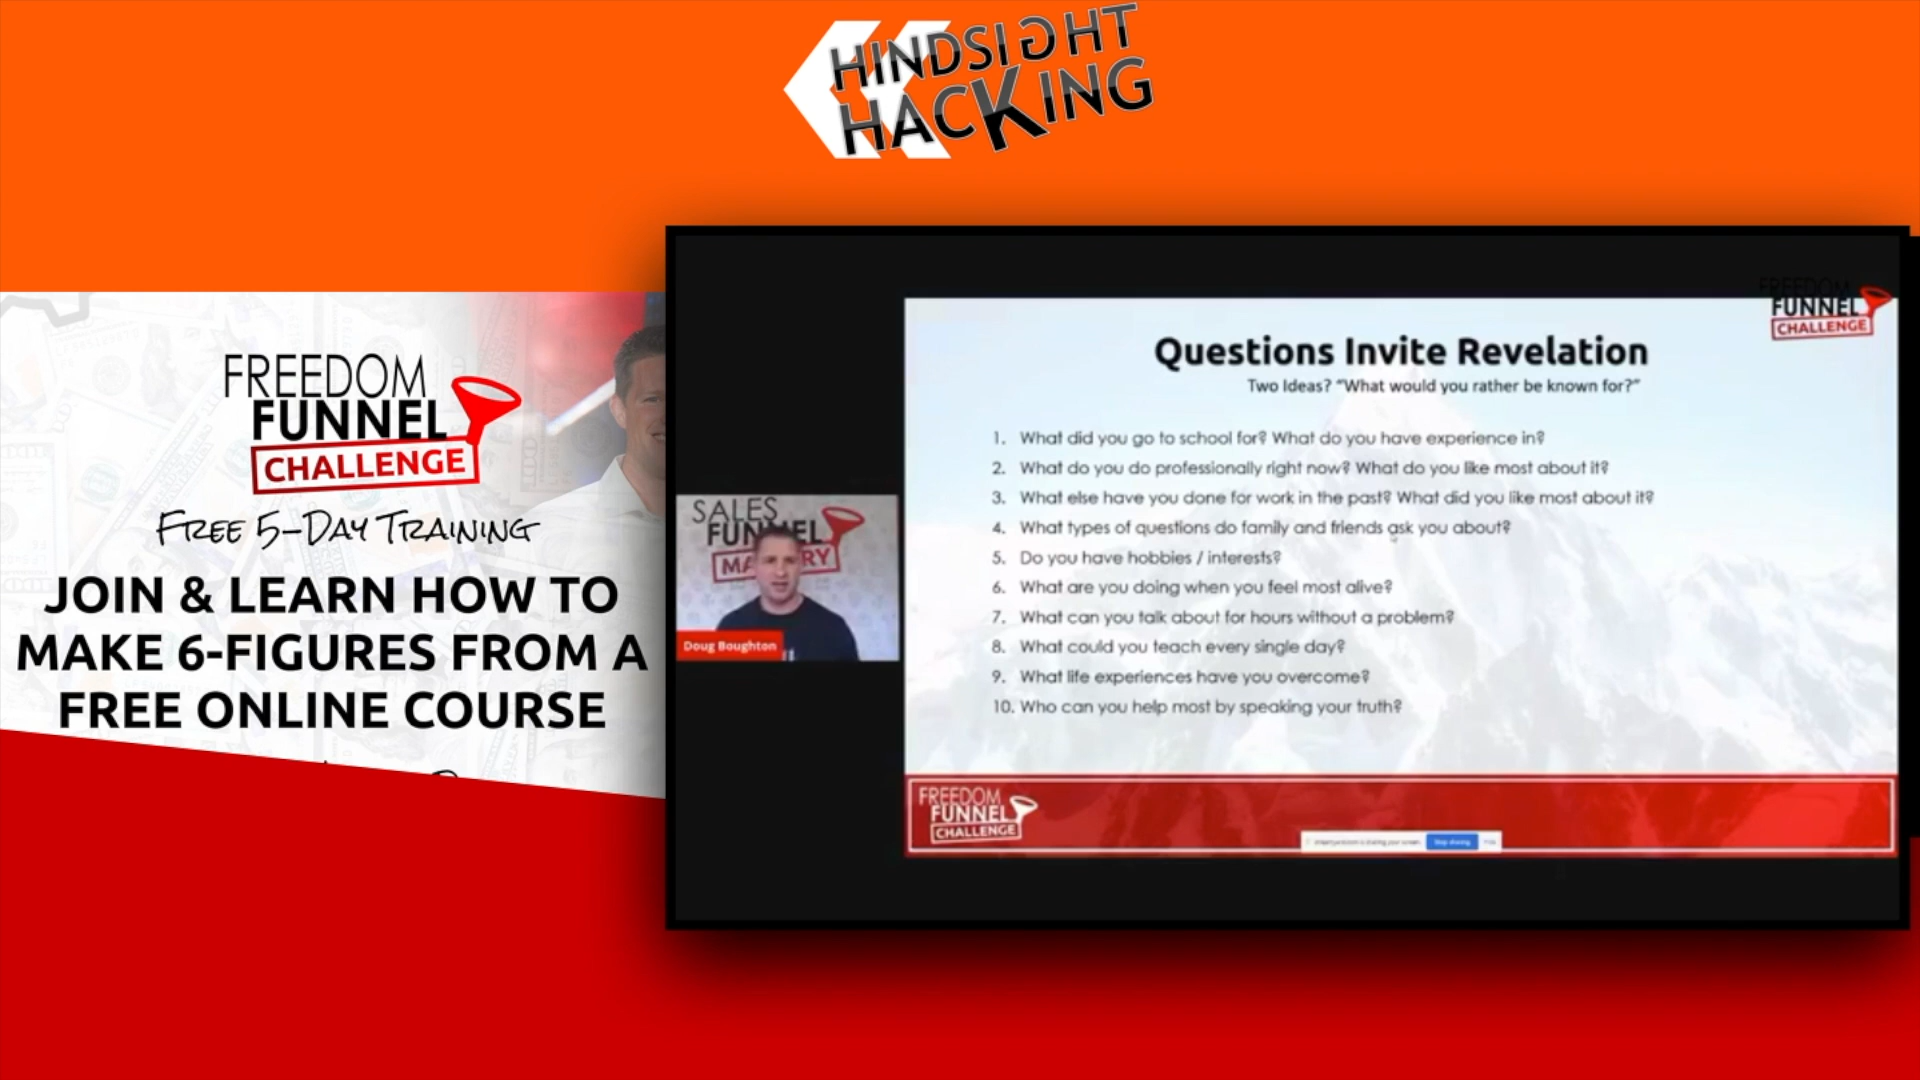 HINDSIGHT
HACKING
FREEDOM
FUNNEL
CHALLENGE
FREE 5-DAY TRAINING
JOIN & LEARN HOW TO
MAKE 6-FIGURES FROM A
FREE ONLINE COURSE
SALES
FUNNEL
Doug Boughton
FREEDOM
FUNNEL
CHALLENGE
Questions Invite Revelation
Two Ideas? “What would you rather be known for?”
1. What did you go to school for? What do you have experience in?
2. What do you do professionally right now? What do you like most about it?
3. What else have you done for work in the past? What did you like most about it?
4. What types of questions do family and friends ask you about?
5. Do you have hobbies / interests?
6. What are you doing when you feel most alive?
7. What can you talk about for hours without a problem?
8. What could you teach every single day?
9. What life experiences have you overcome?
10. Who can you help most by speaking your truth?
FREEDOM
FUNNEL
CHALLENGE
Stop sharing